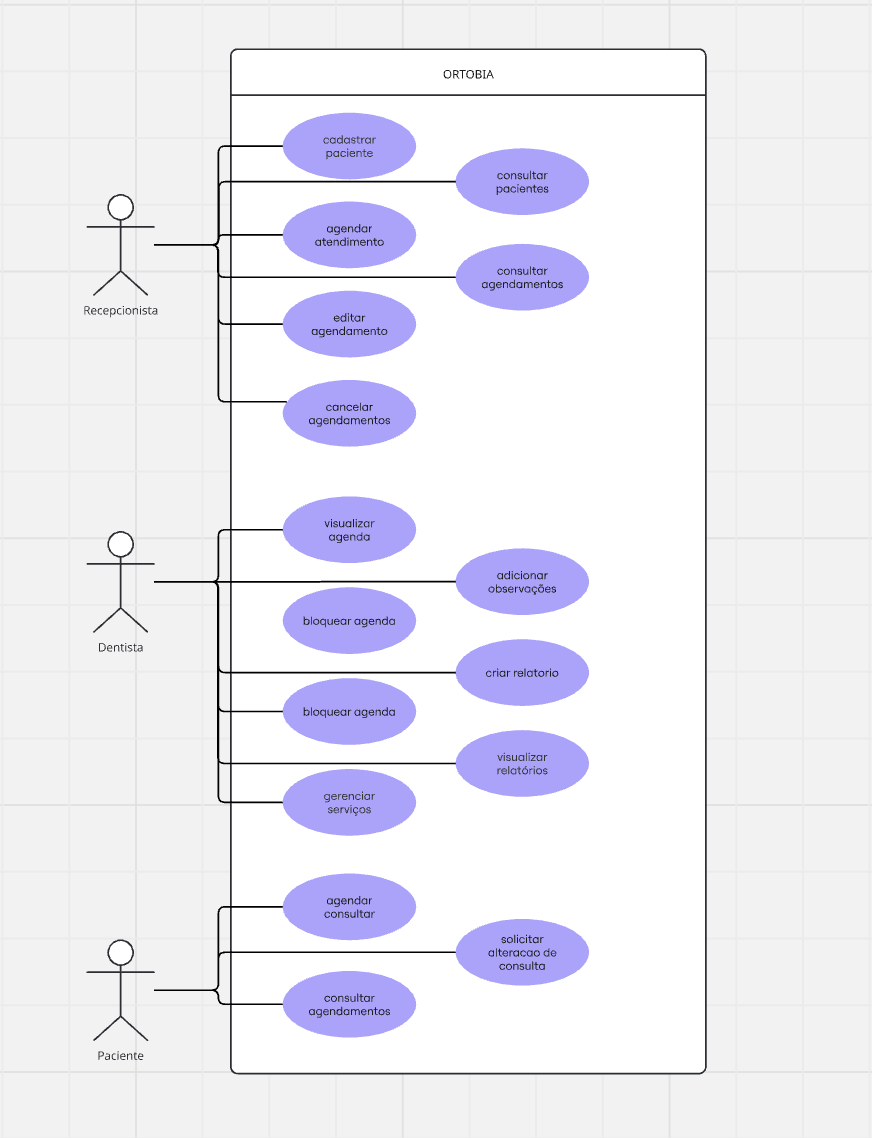 ORTOBIA
cadastrar
paciente
consultar
pacientes
agendar
atendimento
consultar
agendamentos
editar
agendamento
Recepcionista
cancelar
agendamentos
visualizar
agenda
adicionar
observações
bloquear agenda
Dentista
criar relatorio
bloquear agenda
visualizar
relatórios
gerenciar
serviços
agendar
consultar
solicitar
alteracao de
consulta
consultar
agendamentos
Paciente